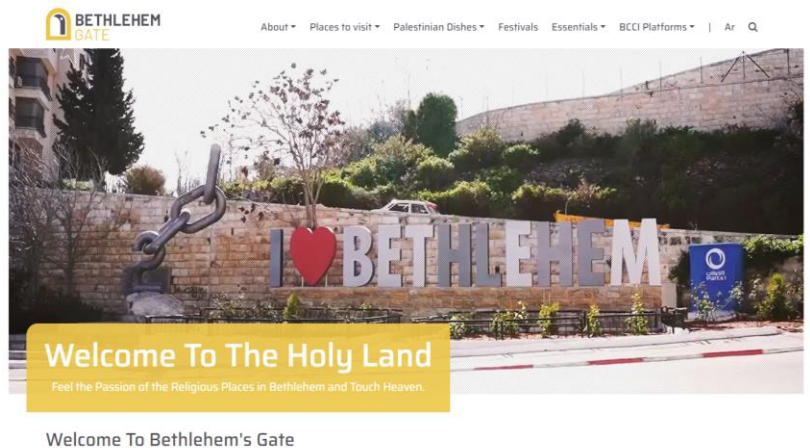 BETHLEHEM
GATE
About Places to visit Palestinian Dishes Festivals Essentials BCCI Platforms | Ar
I ❤ BETHLEHEM
Paltel
Welcome To The Holy Land
Feel the Passion of the Religious Places in Bethlehem and Touch Heaven.
Welcome To Bethlehem's Gate